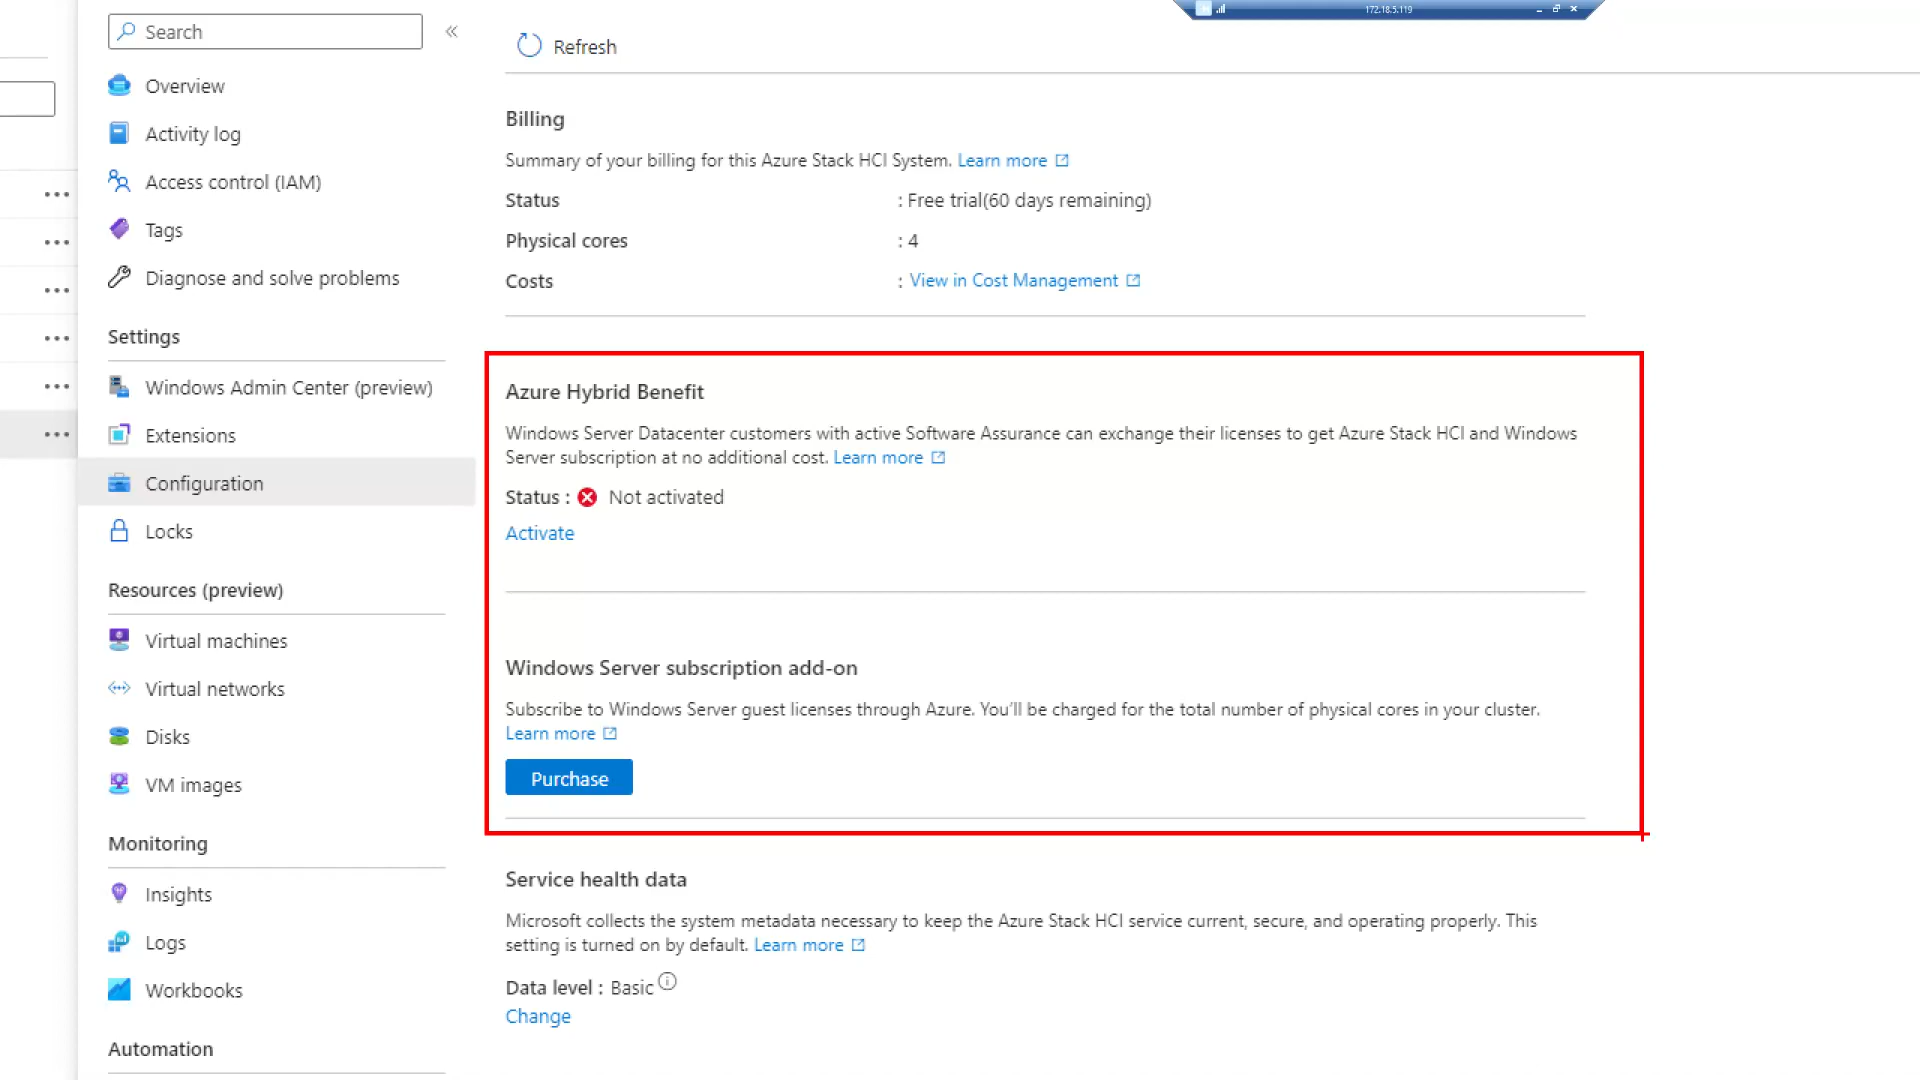 172.18.5.119
Search
Refresh
Overview
Activity log
Access control (IAM)
Tags
Diagnose and solve problems
Settings
Windows Admin Center (preview)
Extensions
Configuration
Locks
Resources (preview)
Virtual machines
Virtual networks
Disks
VM images
Monitoring
Insights
Logs
Workbooks
Automation
Billing
Summary of your billing for this Azure Stack HCI System. Learn more
Status : Free trial(60 days remaining)
Physical cores : 4
Costs : View in Cost Management
Azure Hybrid Benefit
Windows Server Datacenter customers with active Software Assurance can exchange their licenses to get Azure Stack HCI and Windows
Server subscription at no additional cost. Learn more
Status : Not activated
Activate
Windows Server subscription add-on
Subscribe to Windows Server guest licenses through Azure. You'll be charged for the total number of physical cores in your cluster.
Learn more
Purchase
Service health data
Microsoft collects the system metadata necessary to keep the Azure Stack HCI service current, secure, and operating properly. This
setting is turned on by default. Learn more
Data level : Basic
Change